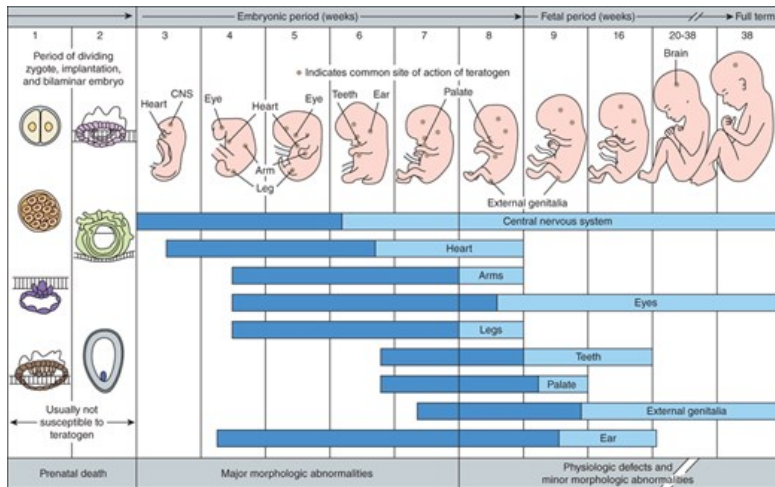 Embryonic period (weeks)
Fetal period (weeks)
Full term
1
2
3
4
5
6
7
8
9
16
20-38
38
Period of dividing
zygote, implantation,
and bilaminar embryo
• Indicates common site of action of teratogen
Brain
CNS
Heart
Eye
Heart
Eye
Teeth
Ear
Palate
Arm
Leg
External genitalia
Central nervous system
Heart
Arms
Eyes
Legs
Teeth
Palate
Usually not
susceptible to
teratogen
External genitalia
Ear
Prenatal death
Major morphologic abnormalities
Physiologic defects and
minor morphologic abnormalities